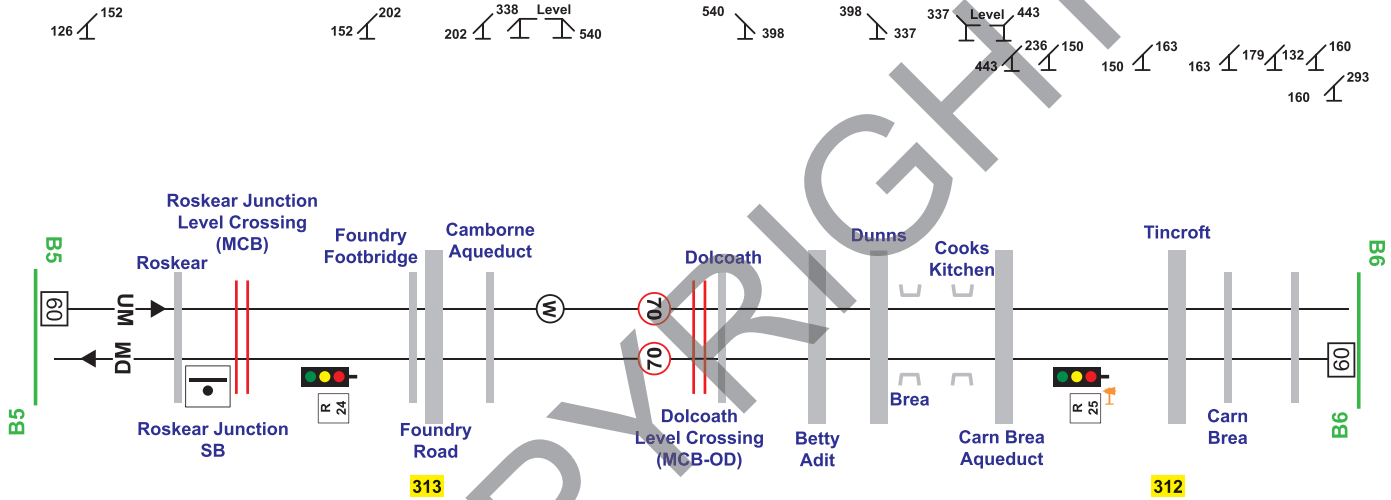 152
126
202
152
338
Level
202
540
540
398
398
337
337
Level
443
443
236
150
163
150
163
179
132
160
160
293
Roskear Junction
Level Crossing
(MCB)
Roskear
Foundry
Footbridge
Camborne
Aqueduct
Dolcoath
Dunns
Cooks
Kitchen
Tincroft
B5
B6
60
UM
W
70
DM
70
60
R
24
R
25
B5
Roskear Junction
SB
Foundry
Road
Dolcoath
Level Crossing
(MCB-OD)
Betty
Adit
Brea
Carn Brea
Aqueduct
Carn
Brea
B6
313
312
PYRIGHT